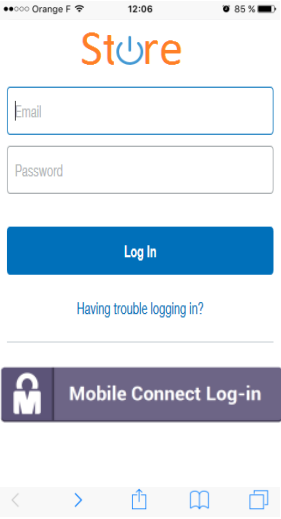 Orange F 12:06 85 %
Store
Email
Password
Log In
Having trouble logging in?
Mobile Connect Log-in